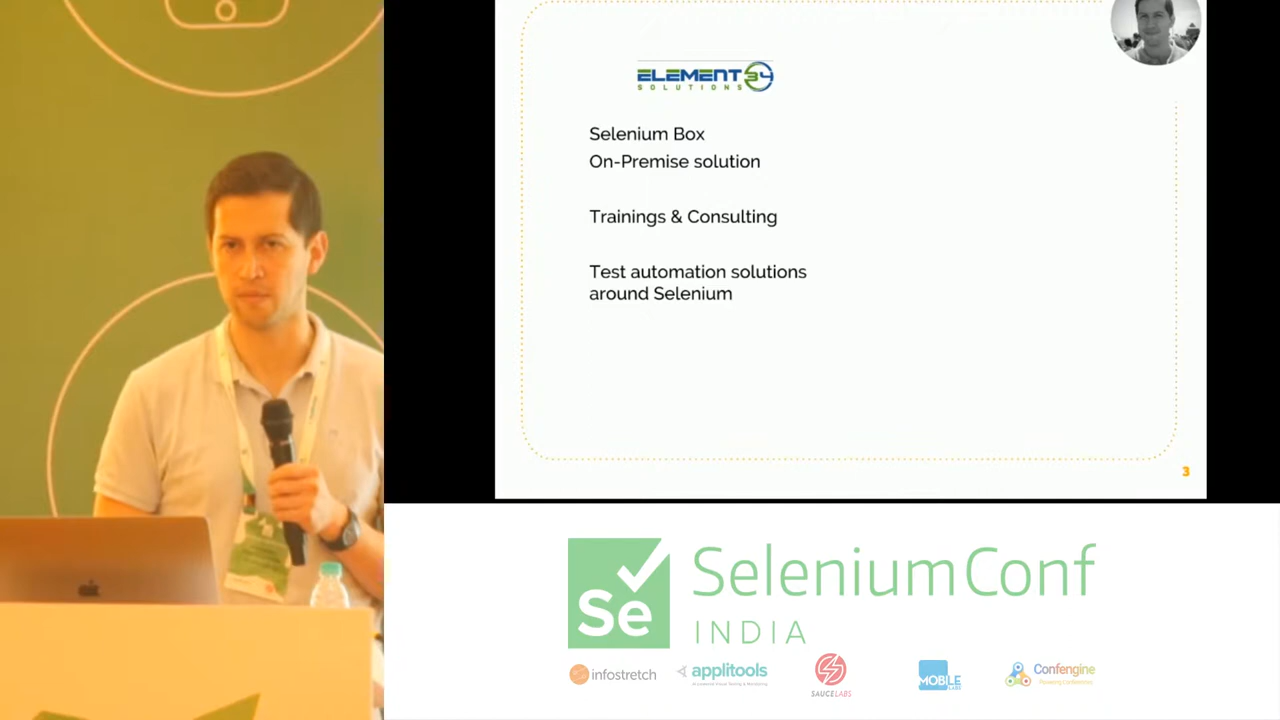 ELEMENT34
SOLUTIONS
Selenium Box
On-Premise solution
Trainings & Consulting
Test automation solutions
around Selenium
3
Se
SeleniumConf
INDIA
infostretch
applitools
SAUCELABS
MOBILE
LABS
Confengine